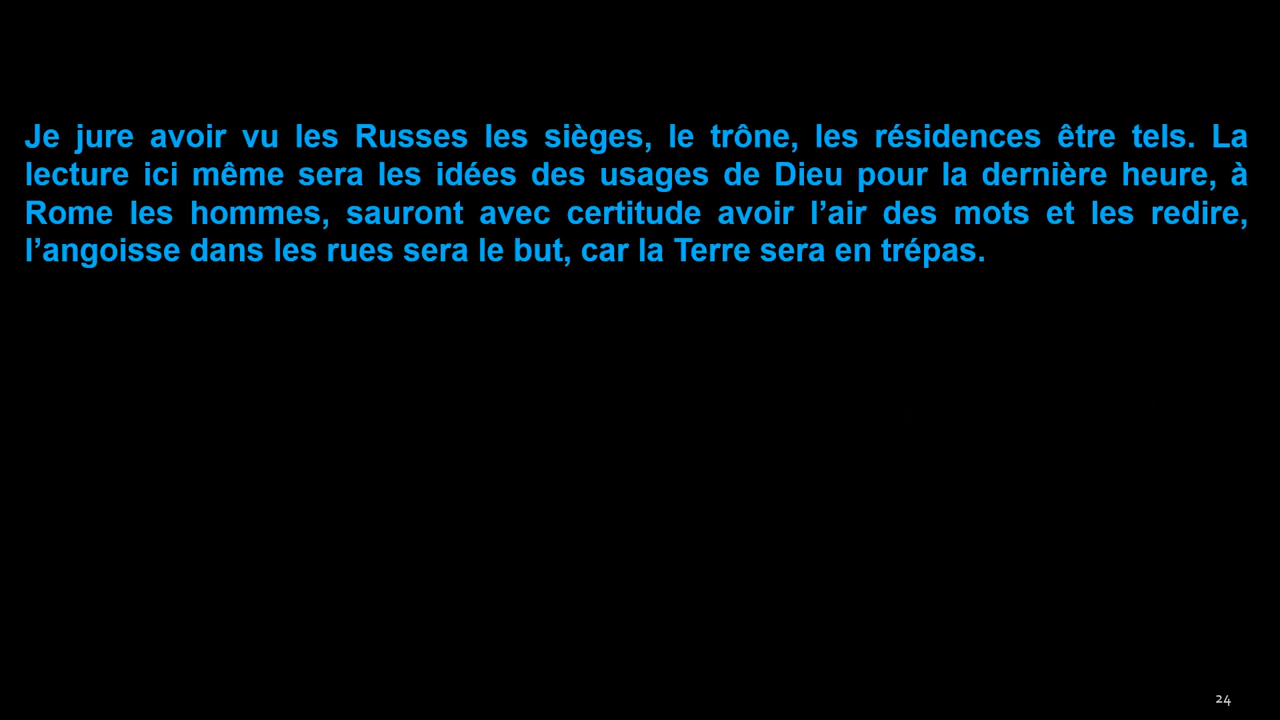 Je jure avoir vu les Russes les sièges, le trône, les résidences être tels. La
lecture ici même sera les idées des usages de Dieu pour la dernière heure, à
Rome les hommes, sauront avec certitude avoir l’air des mots et les redire,
l’angoisse dans les rues sera le but, car la Terre sera en trépas.
24